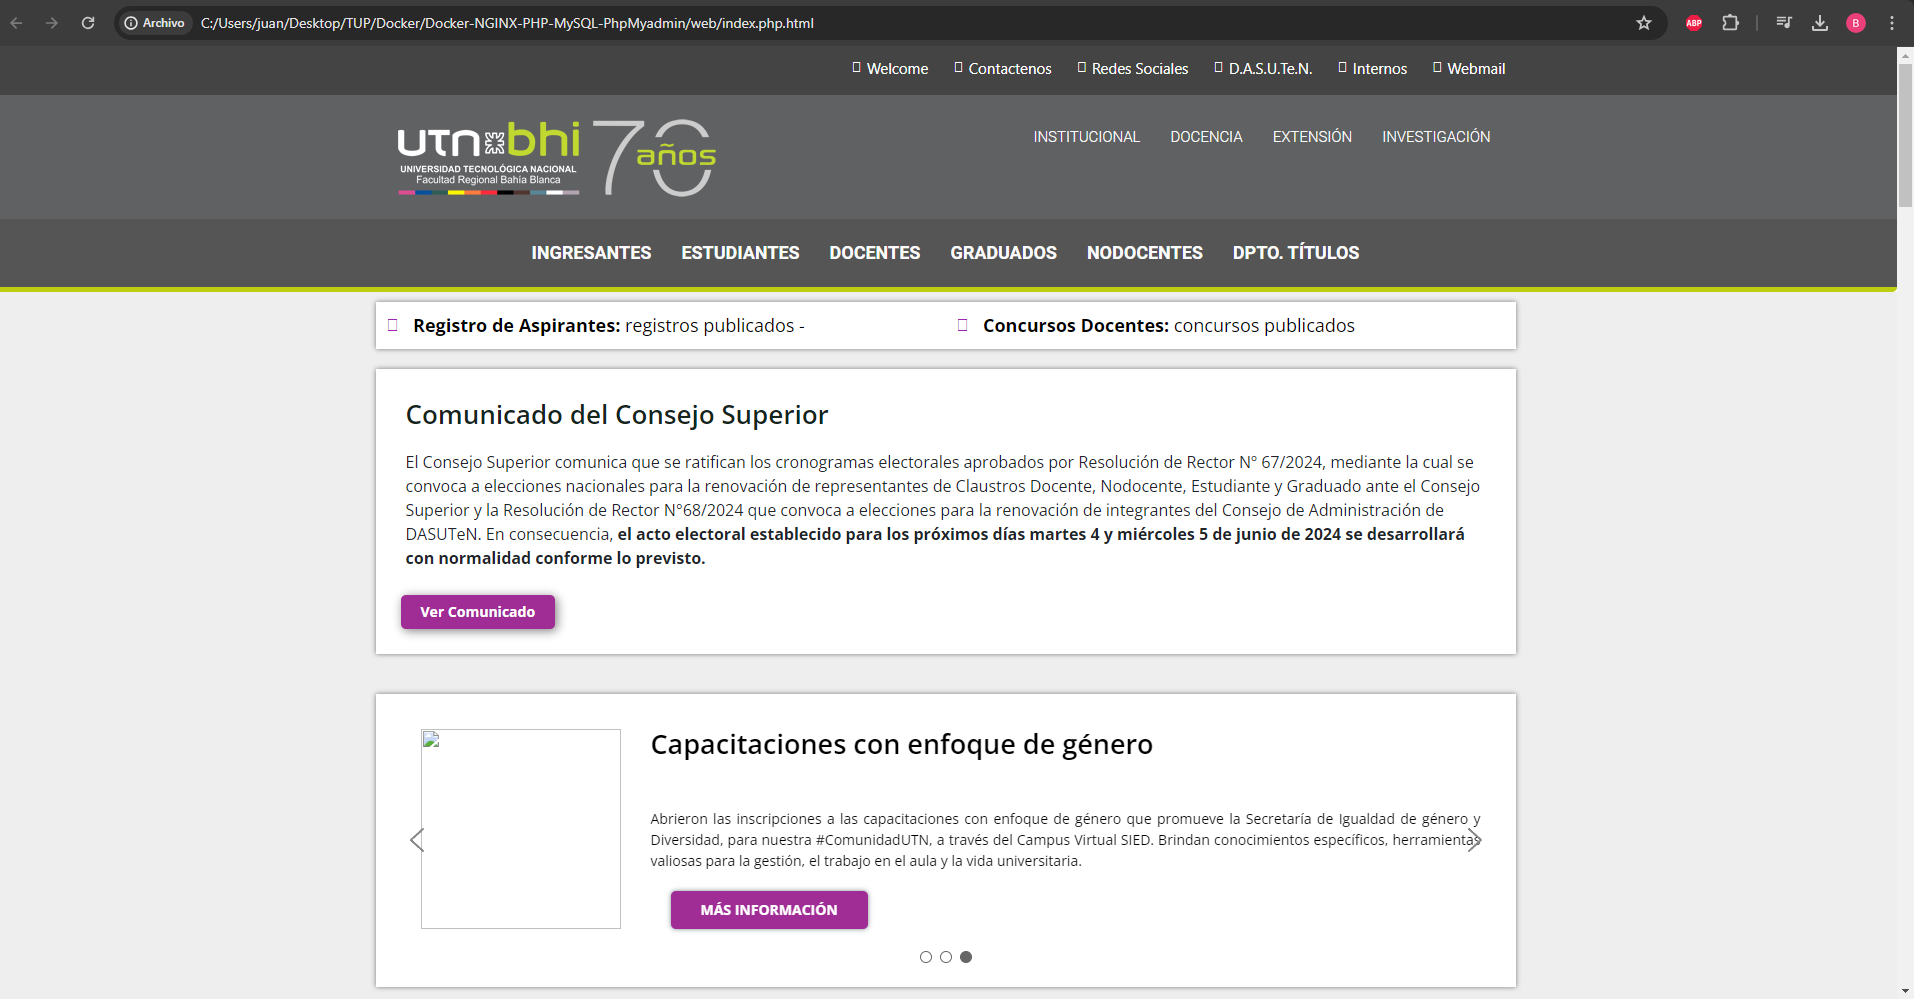 Archivo C:/Users/juan/Desktop/TUP/Docker/Docker-NGINX-PHP-MySQL-PhpMyadmin/web/index.php.html
ABP
B
Welcome Contactenos Redes Sociales D.A.S.U.Te.N. Internos Webmail
utn bhi 70 años
UNIVERSIDAD TECNOLÓGICA NACIONAL
Facultad Regional Bahía Blanca
INSTITUCIONAL DOCENCIA EXTENSIÓN INVESTIGACIÓN
INGRESANTES ESTUDIANTES DOCENTES GRADUADOS NODOCENTES DPTO. TÍTULOS
Registro de Aspirantes: registros publicados - Concursos Docentes: concursos publicados
Comunicado del Consejo Superior
El Consejo Superior comunica que se ratifican los cronogramas electorales aprobados por Resolución de Rector Nº 67/2024, mediante la cual se
convoca a elecciones nacionales para la renovación de representantes de Claustros Docente, Nodocente, Estudiante y Graduado ante el Consejo
Superior y la Resolución de Rector N°68/2024 que convoca a elecciones para la renovación de integrantes del Consejo de Administración de
DASUTeN. En consecuencia, el acto electoral establecido para los próximos días martes 4 y miércoles 5 de junio de 2024 se desarrollará
con normalidad conforme lo previsto.
Ver Comunicado
Capacitaciones con enfoque de género
Abrieron las inscripciones a las capacitaciones con enfoque de género que promueve la Secretaría de Igualdad de género y
Diversidad, para nuestra #ComunidadUTN, a través del Campus Virtual SIED. Brindan conocimientos específicos, herramientas
valiosas para la gestión, el trabajo en el aula y la vida universitaria.
MÁS INFORMACIÓN